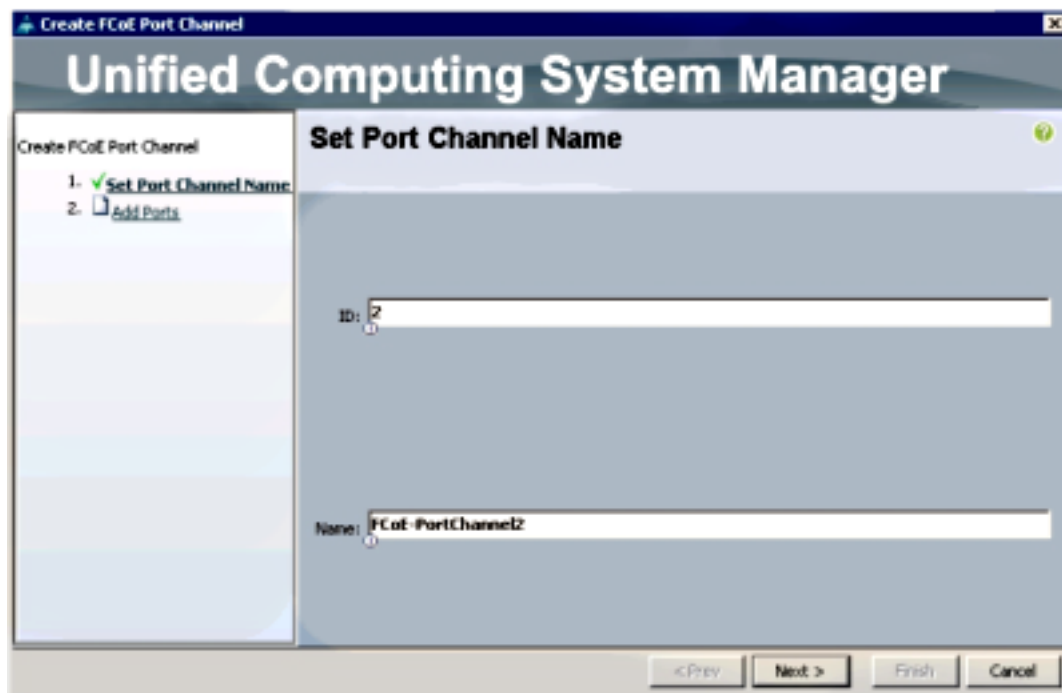 Create FCoE Port Channel
Unified Computing System Manager
Create FCoE Port Channel
1. Set Port Channel Name
2. Add Ports
Set Port Channel Name
ID: 2
Name: FCoE-PortChannel2
< Prev
Next >
Finish
Cancel